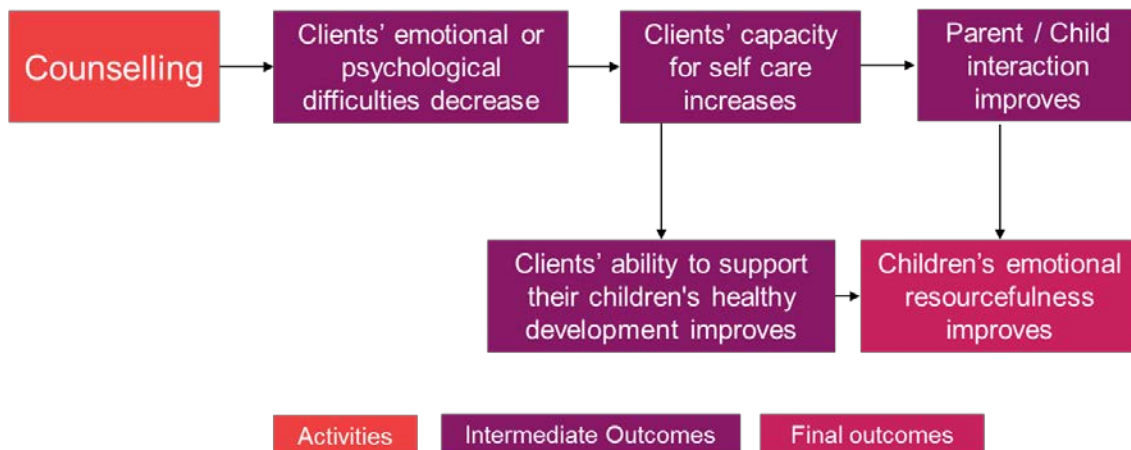 Counselling
Clients’ emotional or
psychological
difficulties decrease
Clients’ capacity
for self care
increases
Parent / Child
interaction
improves
Clients’ ability to support
their children's healthy
development improves
Children’s emotional
resourcefulness
improves
Activities
Intermediate Outcomes
Final outcomes